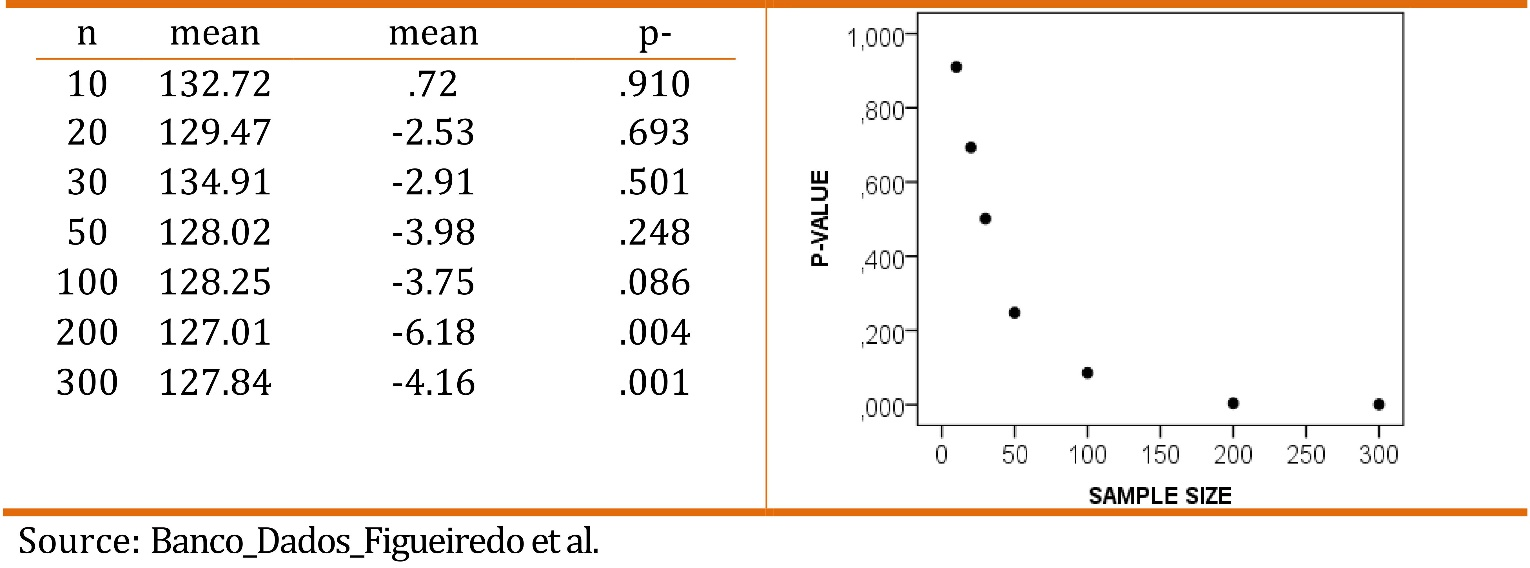 n mean mean p-
10 132.72 .72 .910
20 129.47 -2.53 .693
30 134.91 -2.91 .501
50 128.02 -3.98 .248
100 128.25 -3.75 .086
200 127.01 -6.18 .004
300 127.84 -4.16 .001
P-VALUE
1,000
,800
,600
,400
,200
,000
0 50 100 150 200 250 300
SAMPLE SIZE
Source: Banco_Dados_Figueiredo et al.